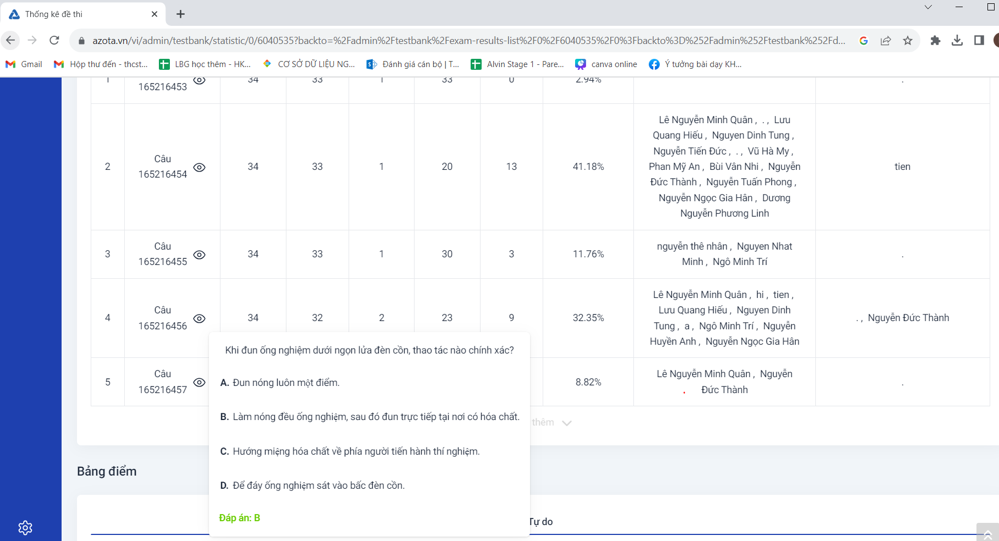 Thống kê đề thi
azota.vn/vi/admin/testbank/statistic/0/6040535?backto=%2Fadmin%2Ftestbank%2Fexam-results-list%2F0%2F6040535%2F0%3Fbackto%3D%252Fadmin%252Ftestbank%252Fd...
Gmail
Hộp thư đến - thcst...
LBG học thêm - HK...
CƠ SỞ DỮ LIỆU NG...
Đánh giá cán bộ | T...
Alvin Stage 1 - Pare...
canva online
Ý tưởng bài dạy KH...
1
165216453
34
33
1
33
0
2.94%
.
2
Câu
165216454
34
33
1
20
13
41.18%
Lê Nguyễn Minh Quân , . , Lưu
Quang Hiếu , Nguyen Dinh Tung ,
Nguyễn Tiến Đức , . , Vũ Hà My ,
Phan Mỹ An , Bùi Vân Nhi , Nguyễn
Đức Thành , Nguyễn Tuấn Phong ,
Nguyễn Ngọc Gia Hân , Dương
Nguyễn Phương Linh
tien
3
Câu
165216455
34
33
1
30
3
11.76%
nguyễn thê nhân , Nguyen Nhat
Minh , Ngô Minh Trí
.
4
Câu
165216456
34
32
2
23
9
32.35%
Lê Nguyễn Minh Quân , hi , tien ,
Lưu Quang Hiếu , Nguyen Dinh
Tung , a , Ngô Minh Trí , Nguyễn
Huyền Anh , Nguyễn Ngọc Gia Hân
. , Nguyễn Đức Thành
5
Câu
165216457
8.82%
Lê Nguyễn Minh Quân , Nguyễn
Đức Thành
.
Khi đun ống nghiệm dưới ngọn lửa đèn cồn, thao tác nào chính xác?
A. Đun nóng luôn một điểm.
B. Làm nóng đều ống nghiệm, sau đó đun trực tiếp tại nơi có hóa chất.
C. Hướng miệng hóa chất về phía người tiến hành thí nghiệm.
D. Để đáy ống nghiệm sát vào bấc đèn cồn.
Đáp án: B
thêm
Bảng điểm
Tự do